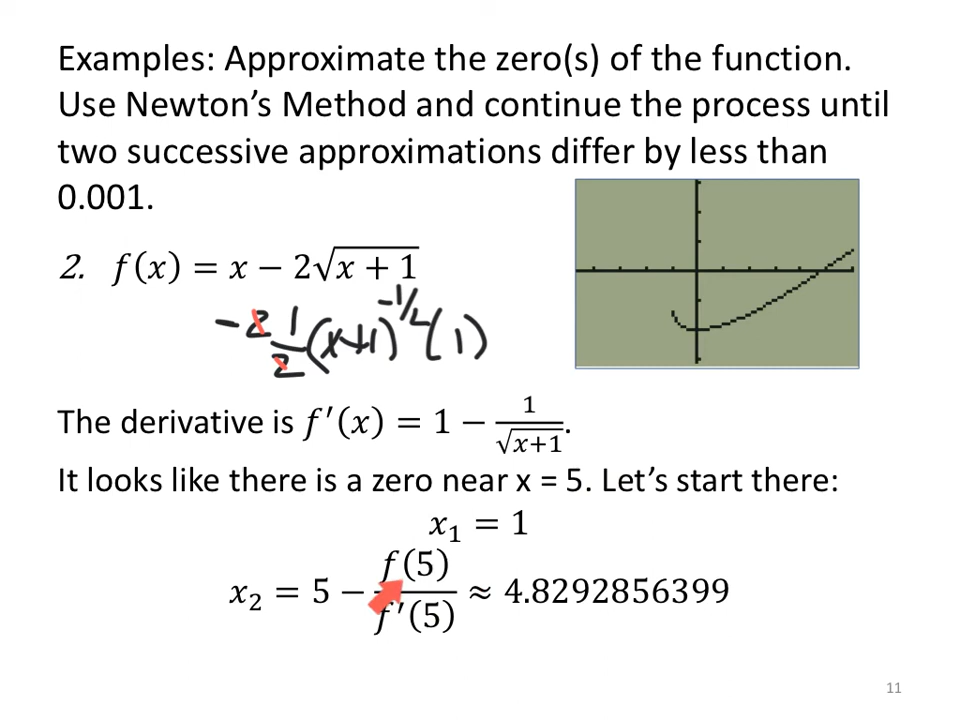 Examples: Approximate the zero(s) of the function.
Use Newton’s Method and continue the process until
two successive approximations differ by less than
0.001.
2. f(x) = x − 2√(x + 1)
−2 1/2 (x+1)^(−1/2) (1)
The derivative is f′(x) = 1 − 1/√(x+1).
It looks like there is a zero near x = 5. Let’s start there:
x₁ = 1
x₂ = 5 − f(5)/f′(5) ≈ 4.8292856399
11